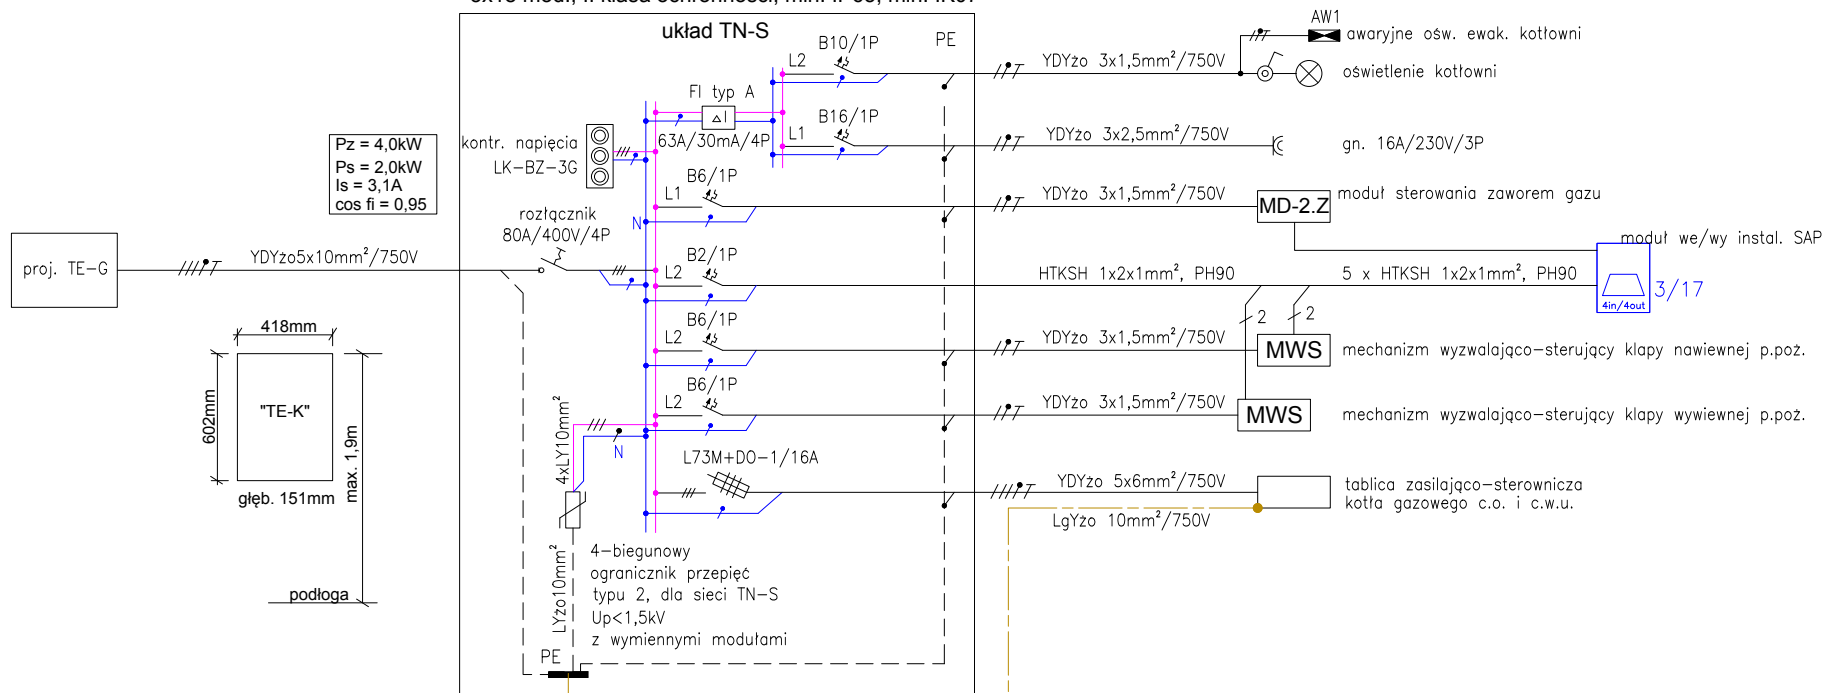 układ TN-S
Pz = 4,0kW
Ps = 2,0kW
Is = 3,1A
cos fi = 0,95
proj. TE-G
YDYżo5x10mm²/750V
418mm
602mm
"TE-K"
głęb. 151mm
max. 1,9m
podłoga
kontr. napięcia
LK-BZ-3G
rozłącznik
80A/400V/4P
FI typ A
63A/30mA/4P
PE
L2
B10/1P
YDYżo 3x1,5mm²/750V
AW1
awaryjne ośw. ewak. kotłowni
oświetlenie kotłowni
L1
B16/1P
YDYżo 3x2,5mm²/750V
gn. 16A/230V/3P
N
L1
B6/1P
YDYżo 3x1,5mm²/750V
MD-2.Z
moduł sterowania zaworem gazu
L2
B2/1P
HTKSH 1x2x1mm², PH90
5 x HTKSH 1x2x1mm², PH90
moduł we/wy instal. SAP
4in/4out
3/17
2
2
L2
B6/1P
YDYżo 3x1,5mm²/750V
MWS
mechanizm wyzwalająco-sterujący klapy nawiewnej p.poż.
L2
B6/1P
YDYżo 3x1,5mm²/750V
MWS
mechanizm wyzwalająco-sterujący klapy wywiewnej p.poż.
N
4xLY10mm²
L73M+DO-1/16A
YDYżo 5x6mm²/750V
tablica zasilająco-sterownicza
kotła gazowego c.o. i c.w.u.
LgYżo 10mm²/750V
LYżo10mm²
4-biegunowy
ogranicznik przepięć
typu 2, dla sieci TN-S
Up<1,5kV
z wymiennymi modułami
PE